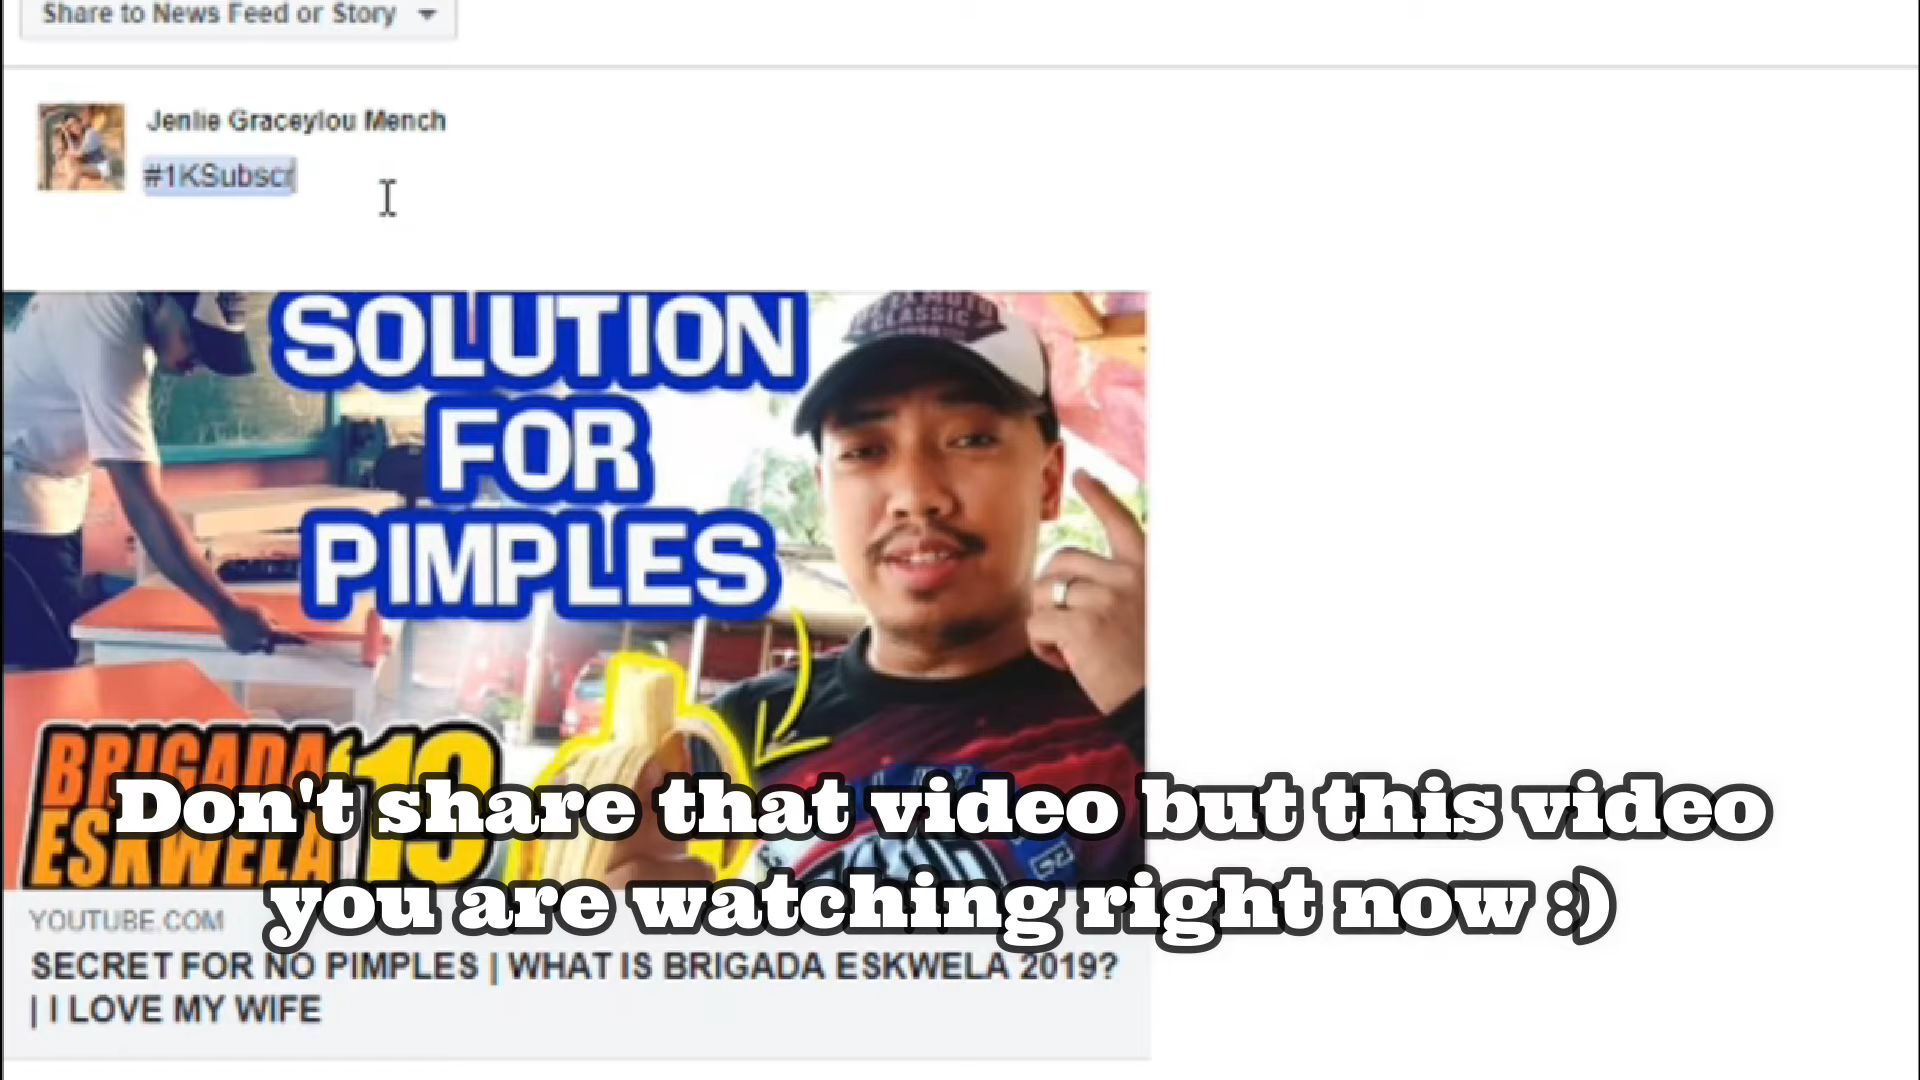 Share to News Feed or Story
Jenlie Graceylou Mench
#1KSubscr
SOLUTION
FOR
PIMPLES
CLASSIC
BRIGADA '19
ESKWELA
Don't share that video but this video
you are watching right now :)
YOUTUBE.COM
SECRET FOR NO PIMPLES | WHAT IS BRIGADA ESKWELA 2019?
| I LOVE MY WIFE